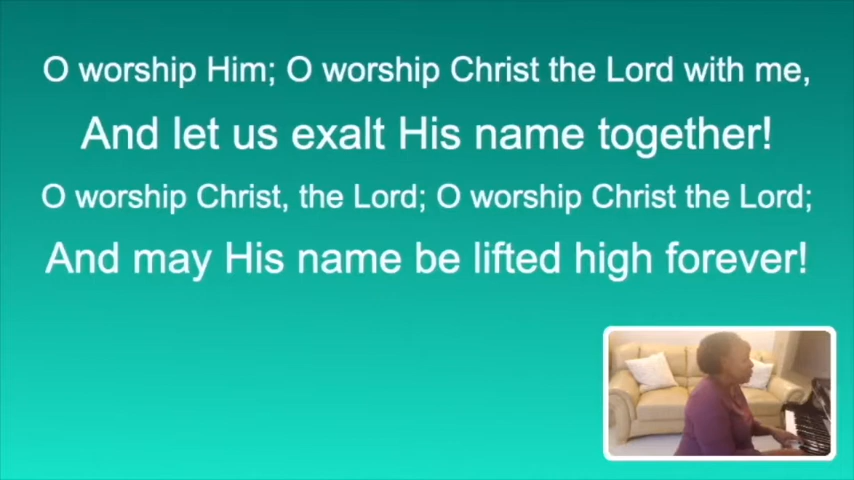 O worship Him; O worship Christ the Lord with me,
And let us exalt His name together!
O worship Christ, the Lord; O worship Christ the Lord;
And may His name be lifted high forever!